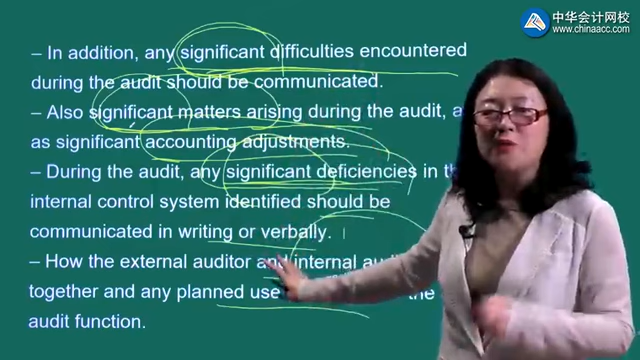 中华会计网校
www.chinaacc.com
– In addition, any significant difficulties encountered
during the audit should be communicated.
– Also significant matters arising during the audit,
as significant accounting adjustments.
– During the audit, any significant deficiencies in
internal control system identified should be
communicated in writing or verbally.
– How the external auditor and internal
together and any planned use the
audit function.